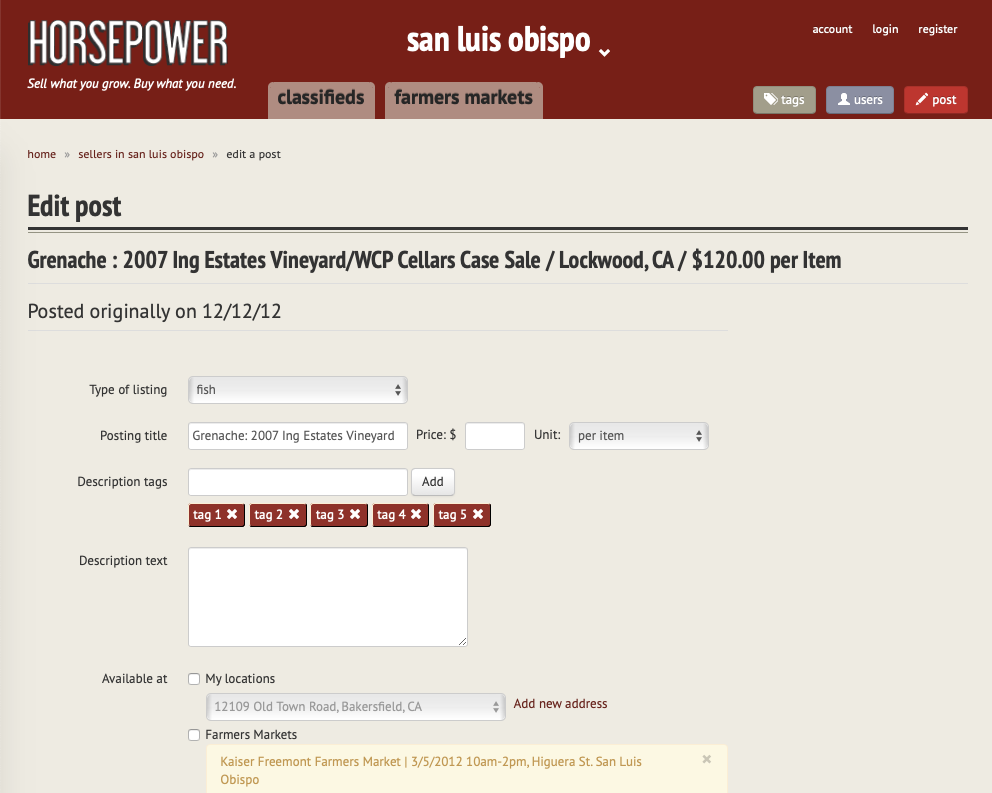 HORSEPOWER
Sell what you grow. Buy what you need.
san luis obispo
account login register
classifieds farmers markets
tags users post
home » sellers in san luis obispo » edit a post
Edit post
Grenache : 2007 Ing Estates Vineyard/WCP Cellars Case Sale / Lockwood, CA / $120.00 per Item
Posted originally on 12/12/12
Type of listing fish
Posting title Grenache: 2007 Ing Estates Vineyard Price: $ Unit: per item
Description tags Add
tag 1 ✖ tag 2 ✖ tag 3 ✖ tag 4 ✖ tag 5 ✖
Description text
Available at My locations
12109 Old Town Road, Bakersfield, CA Add new address
Farmers Markets
Kaiser Freemont Farmers Market | 3/5/2012 10am-2pm, Higuera St. San Luis ×
Obispo